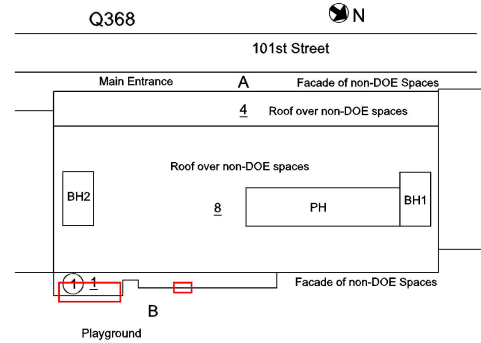 Q368
N
101st Street
Main Entrance
A
Facade of non-DOE Spaces
4
Roof over non-DOE spaces
Roof over non-DOE spaces
BH2
8
PH
BH1
1
1
Facade of non-DOE Spaces
B
Playground